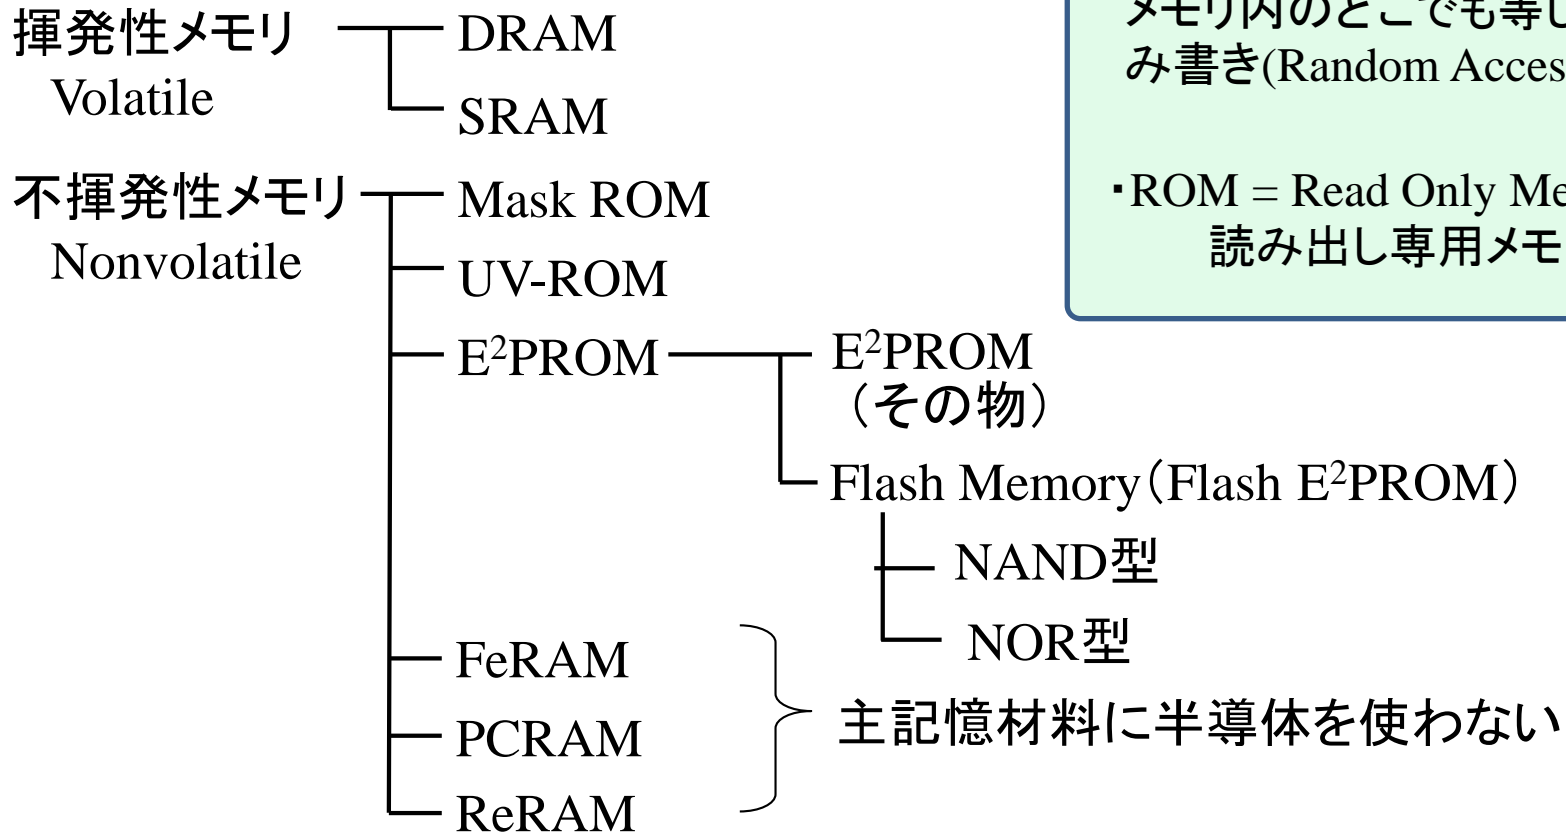 揮発性メモリ
Volatile
DRAM
SRAM
不揮発性メモリ
Nonvolatile
Mask ROM
UV-ROM
E²PROM
E²PROM
（その物）
Flash Memory（Flash E²PROM）
NAND型
NOR型
FeRAM
PCRAM
ReRAM
主記憶材料に半導体を使わない
メモリ内のどこでも等し
み書き(Random
・ROM = Read Only
読み出し専用メモ